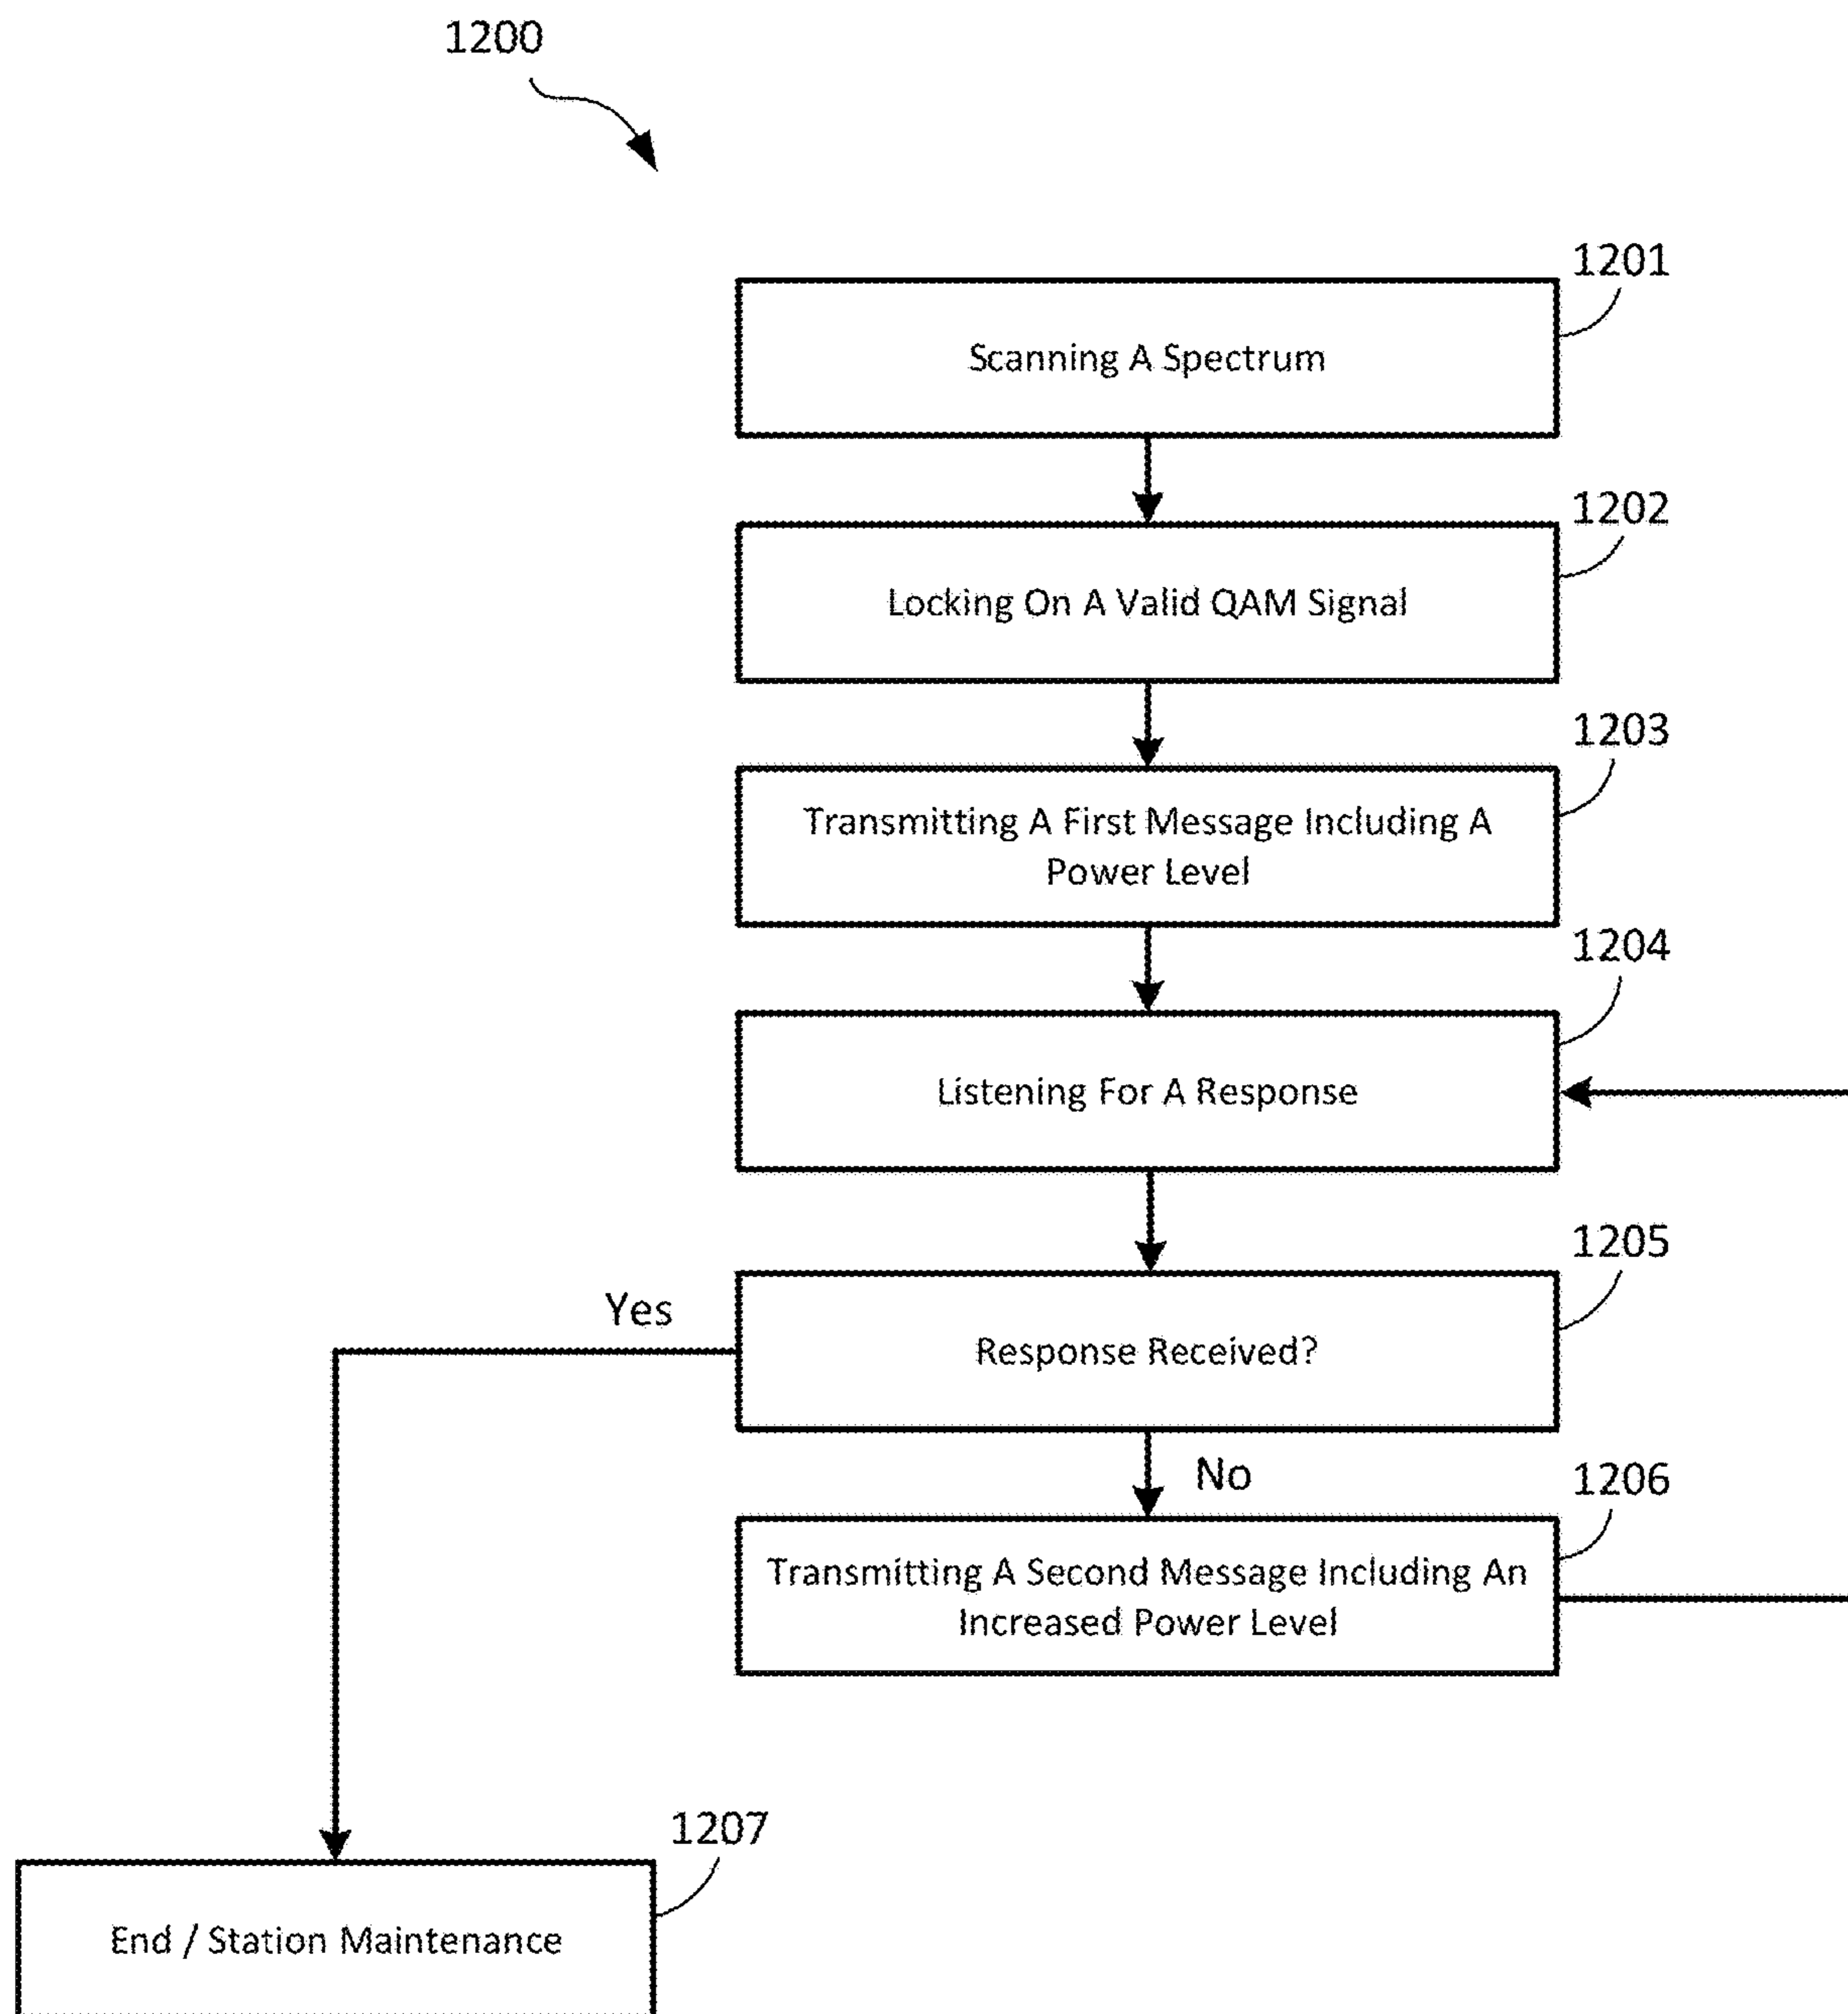 1200
1201
Scanning A Spectrum
1202
Locking On A Valid QAM Signal
1203
Transmitting A First Message Including A
Power Level
1204
Listening For A Response
1205
Yes
Response Received?
No
1206
Transmitting A Second Message Including An
Increased Power Level
1207
End / Station Maintenance